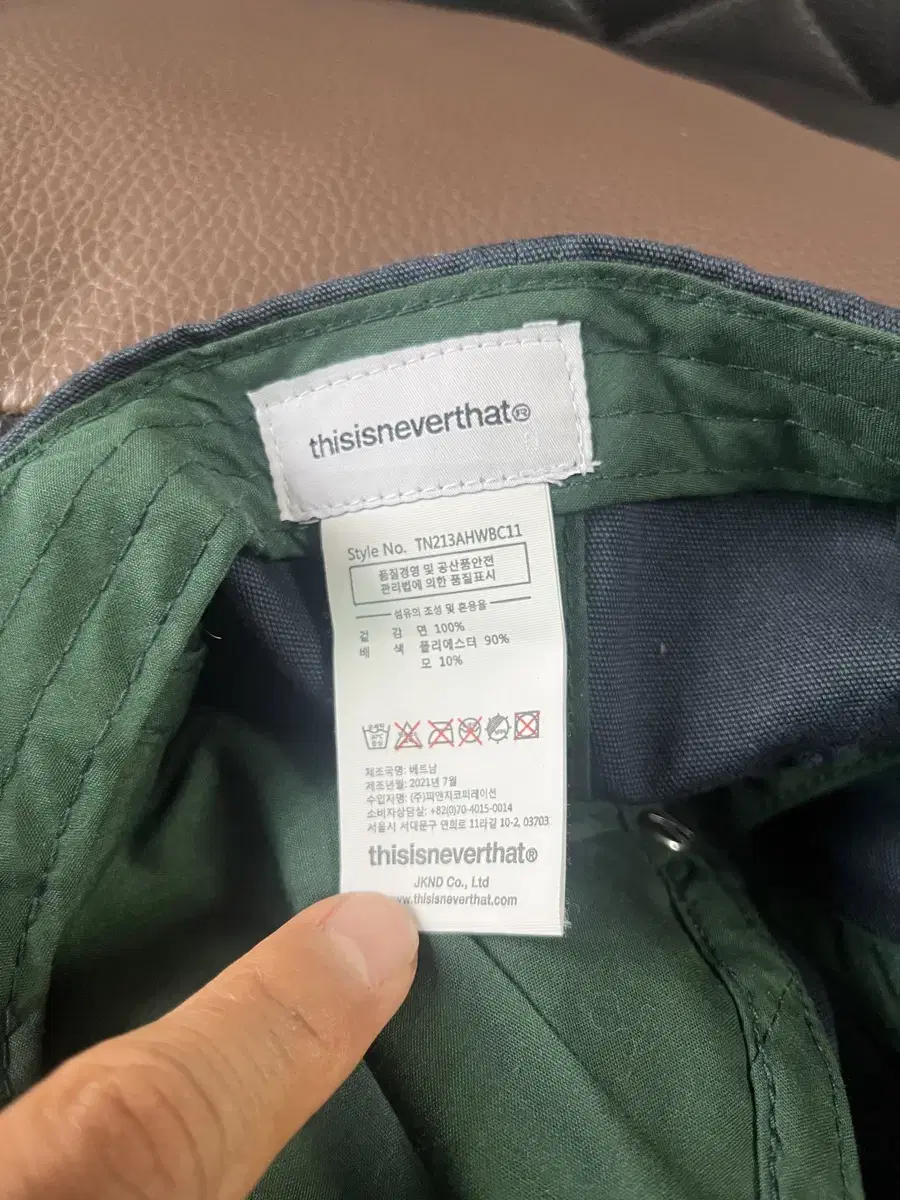 thisisneverthat®
Style No. TN213AHWBC11
품질경영 및 공산품안전
관리법에 의한 품질표시
섬유의 조성 및 혼용율
겉 감 면 100%
배 색 폴리에스터 90%
모 10%
제조국명: 베트남
제조년월: 2021년 7월
수입자명: (주)피앤지코퍼레이션
소비자상담실: +82(0)70-4015-0014
서울시 서대문구 연희로 11라길 10-2, 03703
thisisneverthat®
JKND Co., Ltd
www.thisisneverthat.com